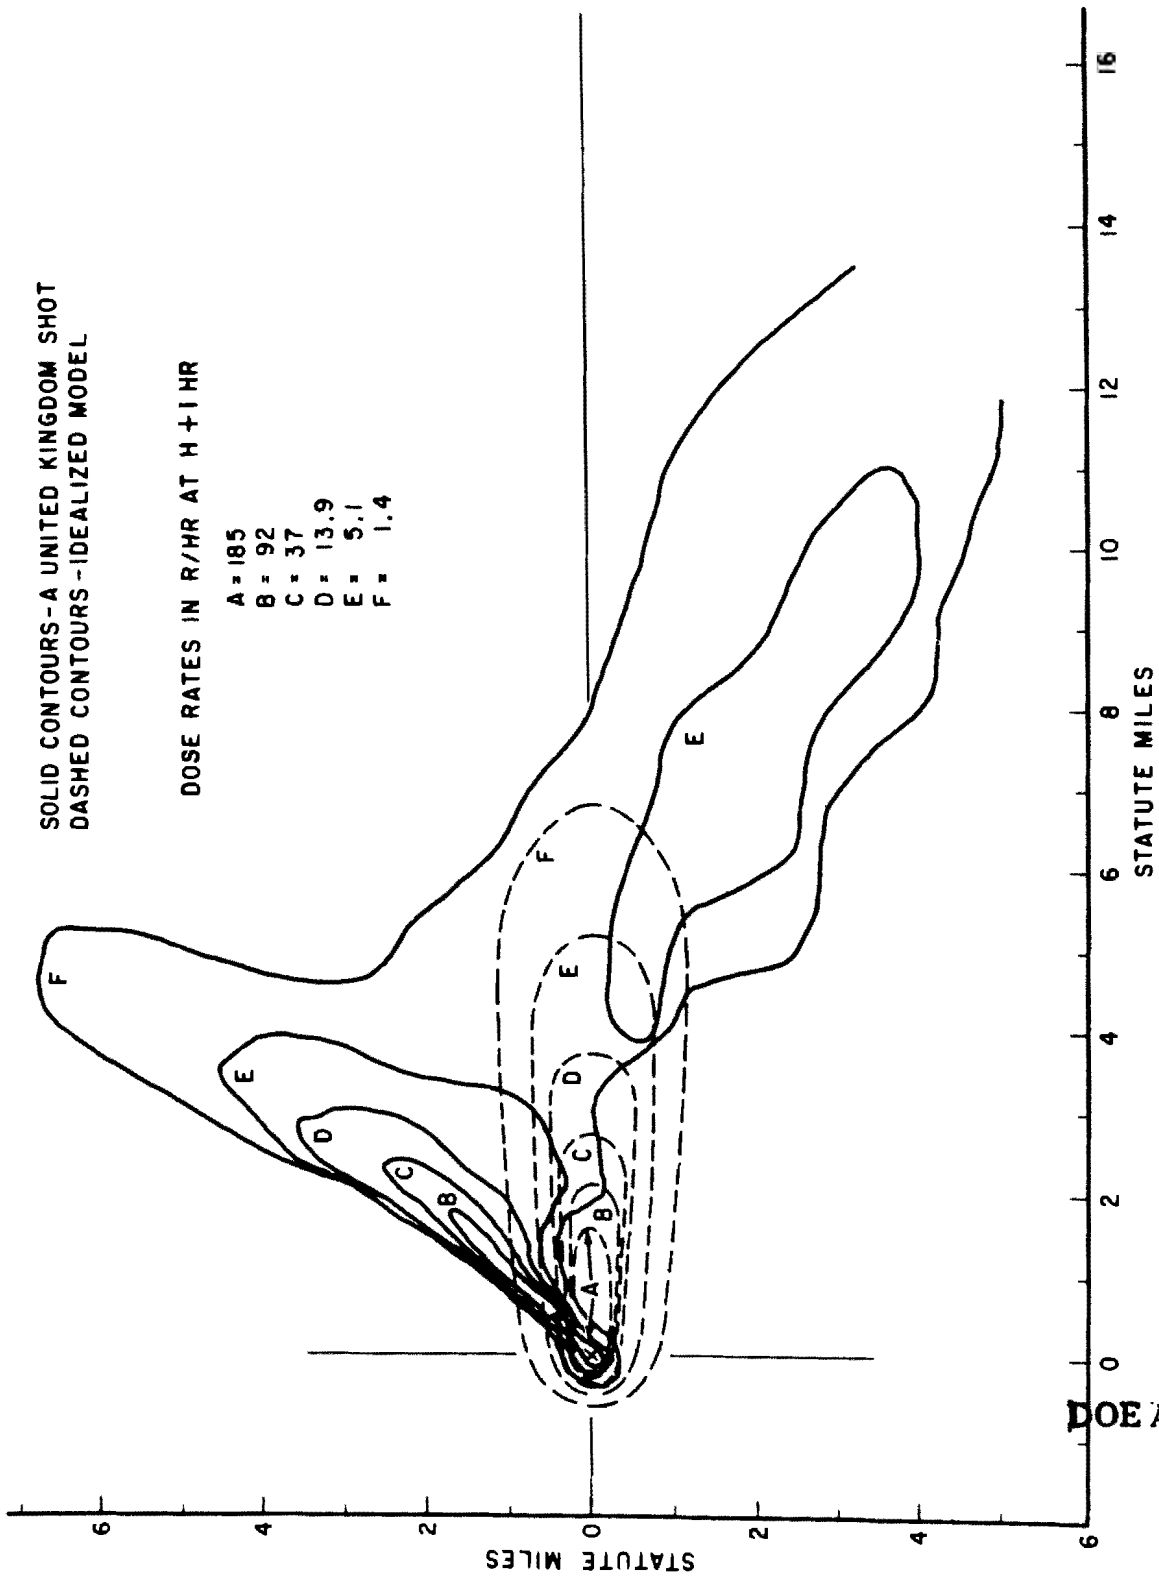 SOLID CONTOURS-A UNITED KINGDOM SHOT
DASHED CONTOURS-IDEALIZED MODEL
DOSE RATES IN R/HR AT H+1 HR
A = 185
B = 92
C = 37
D = 13.9
E = 5.1
F = 1.4
F
E
D
C
B
F
E
D
C
B
A
E
6
4
2
0
2
4
6
STATUTE MILES
0
2
4
6
8
10
12
14
16
STATUTE MILES
DOE A